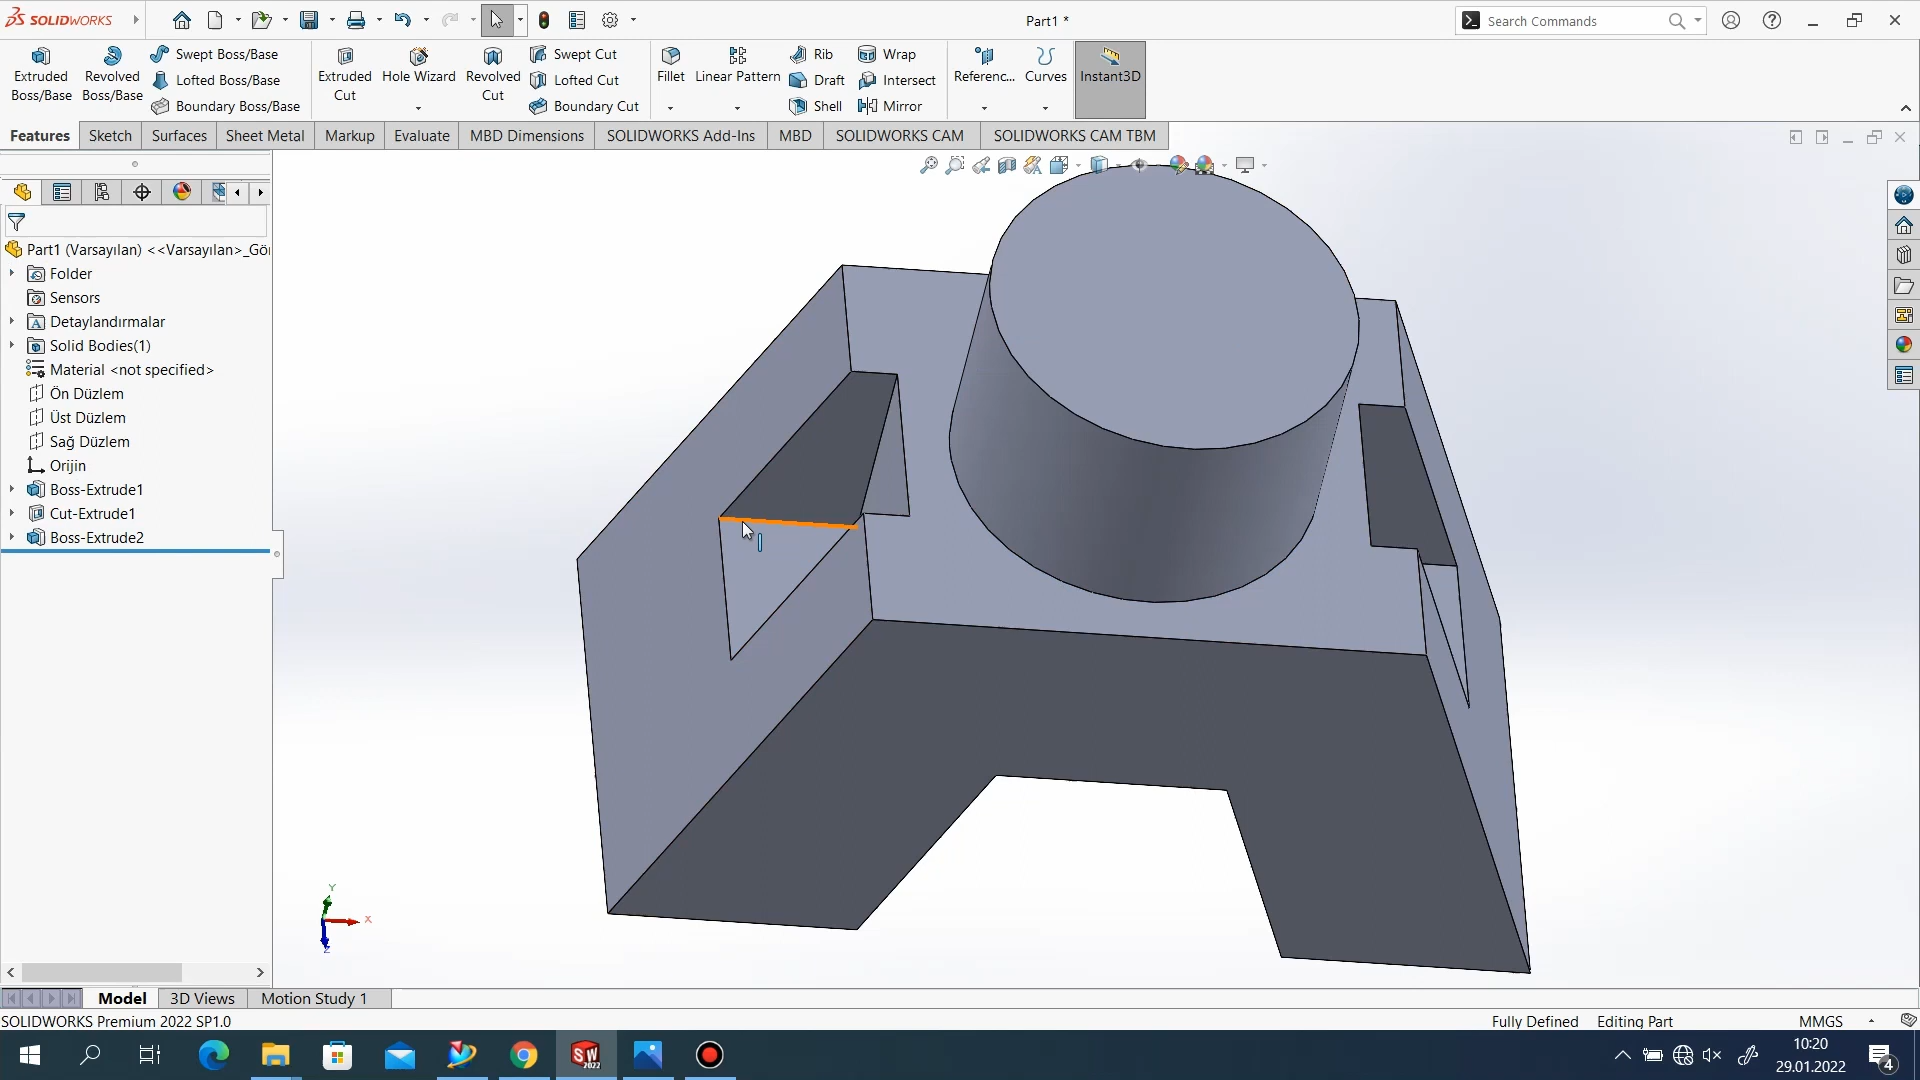 SOLIDWORKS
Part1 *
Search Commands
Extruded Boss/Base
Revolved Boss/Base
Swept Boss/Base
Lofted Boss/Base
Boundary Boss/Base
Extruded Cut
Hole Wizard
Revolved Cut
Swept Cut
Lofted Cut
Boundary Cut
Fillet
Linear Pattern
Rib
Draft
Shell
Wrap
Intersect
Mirror
Referenc...
Curves
Instant3D
Features
Sketch
Surfaces
Sheet Metal
Markup
Evaluate
MBD Dimensions
SOLIDWORKS Add-Ins
MBD
SOLIDWORKS CAM
SOLIDWORKS CAM TBM
Part1 (Varsayılan) <<Varsayılan>_Gör
Folder
Sensors
Detaylandırmalar
Solid Bodies(1)
Material <not specified>
Ön Düzlem
Üst Düzlem
Sağ Düzlem
Orijin
Boss-Extrude1
Cut-Extrude1
Boss-Extrude2
Y
X
Z
Model
3D Views
Motion Study 1
SOLIDWORKS Premium 2022 SP1.0
Fully Defined
Editing Part
MMGS
SW
2022
10:20
29.01.2022
4